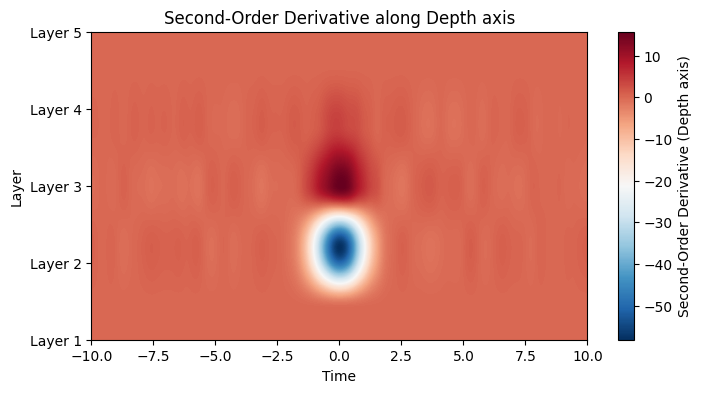 Second-Order Derivative along Depth axis
Layer 5
Layer 4
Layer 3
Layer 2
Layer 1
Layer
−10.0 −7.5 −5.0 −2.5 0.0 2.5 5.0 7.5 10.0
Time
10
0
−10
−20
−30
−40
−50
Second-Order Derivative (Depth axis)